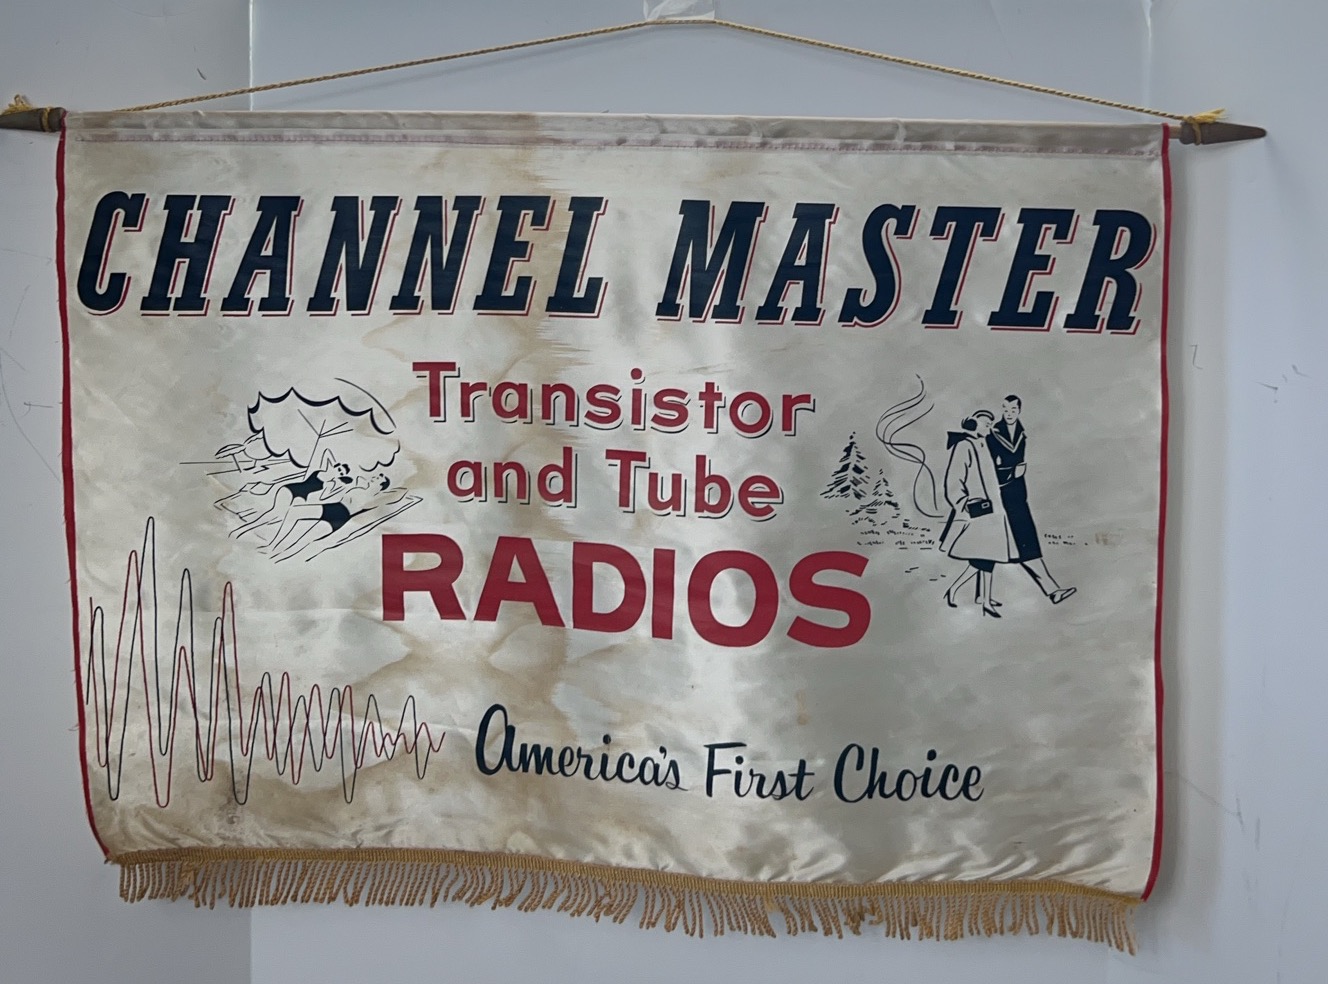 CHANNEL MASTER
Transistor
and Tube
RADIOS
America's First Choice